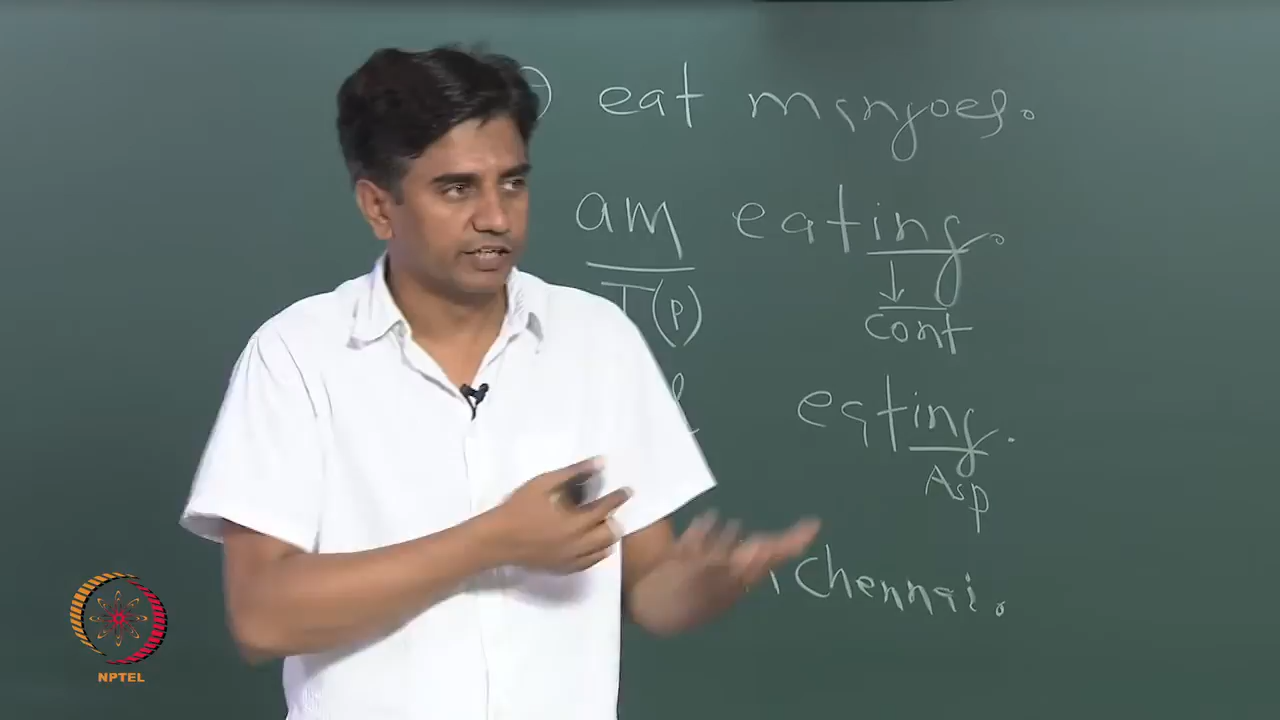 eat mangoes.
am eating.
T(P) Cont
eating.
Asp
Chennai.
NPTEL